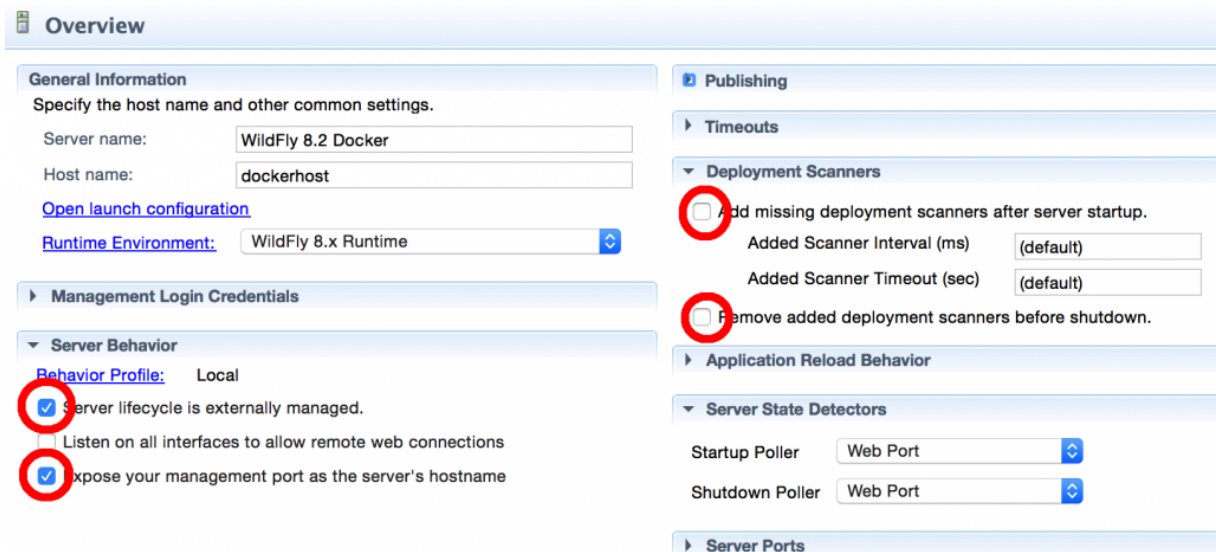 Overview
General Information
Specify the host name and other common settings.
Server name: WildFly 8.2 Docker
Host name: dockerhost
Open launch configuration
Runtime Environment: WildFly 8.x Runtime
Management Login Credentials
Server Behavior
Behavior Profile: Local
Server lifecycle is externally managed.
Listen on all interfaces to allow remote web connections
Expose your management port as the server's hostname
Publishing
Timeouts
Deployment Scanners
Add missing deployment scanners after server startup.
Added Scanner Interval (ms) (default)
Added Scanner Timeout (sec) (default)
Remove added deployment scanners before shutdown.
Application Reload Behavior
Server State Detectors
Startup Poller Web Port
Shutdown Poller Web Port
Server Ports